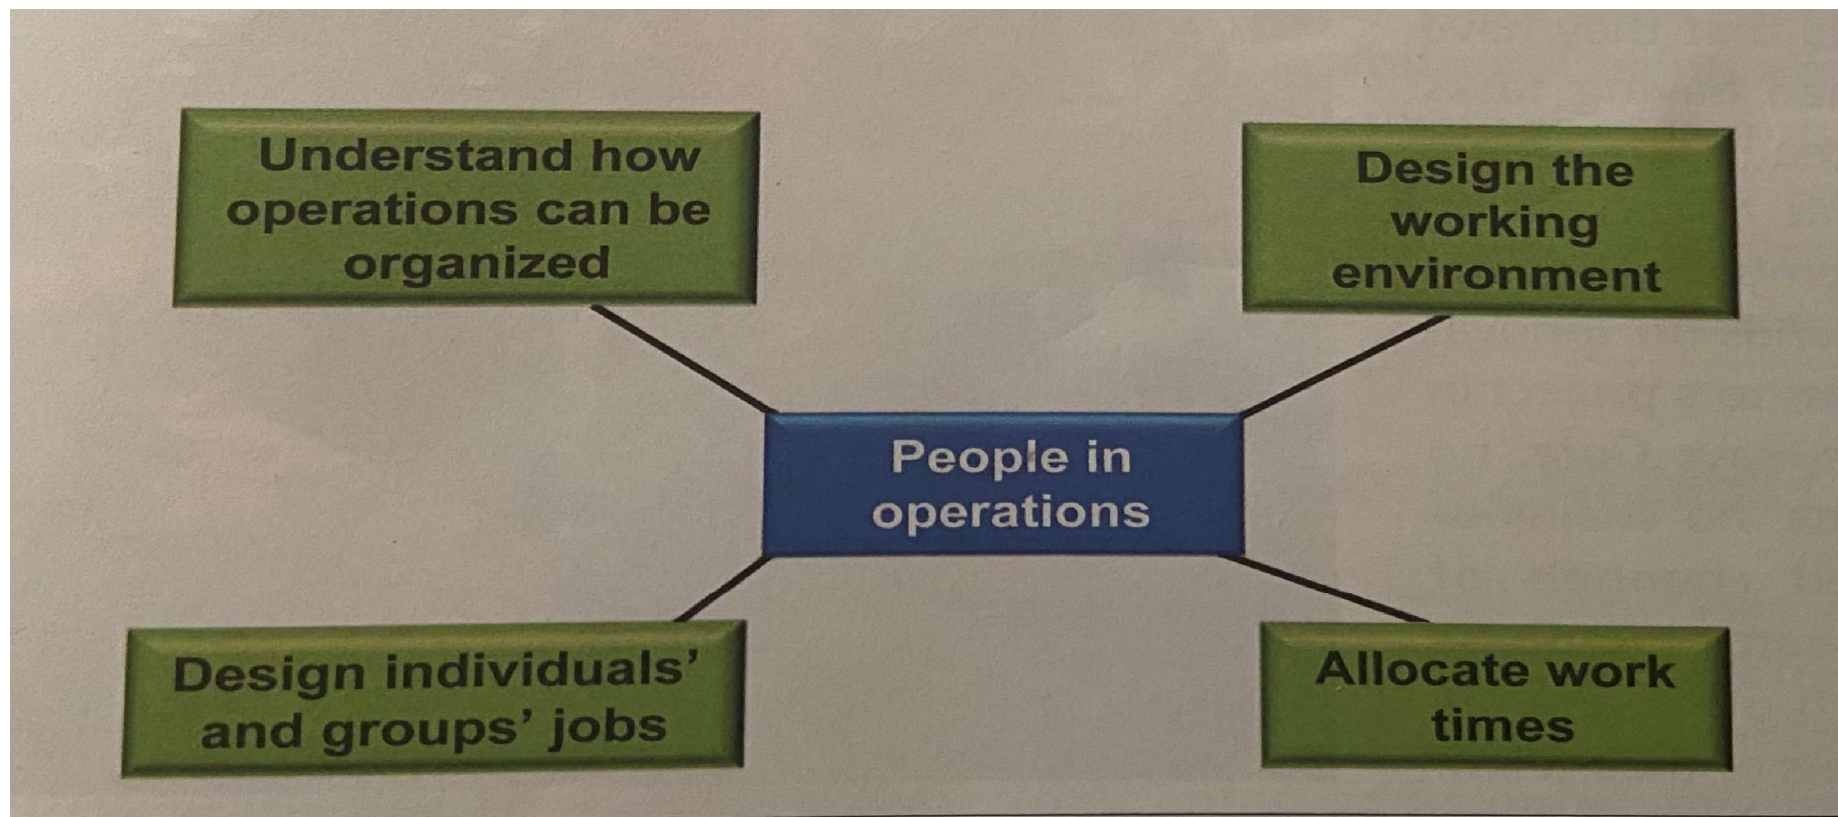 Understand how
operations can be
organized
Design the
working
environment
People in
operations
Design individuals’
and groups’ jobs
Allocate work
times